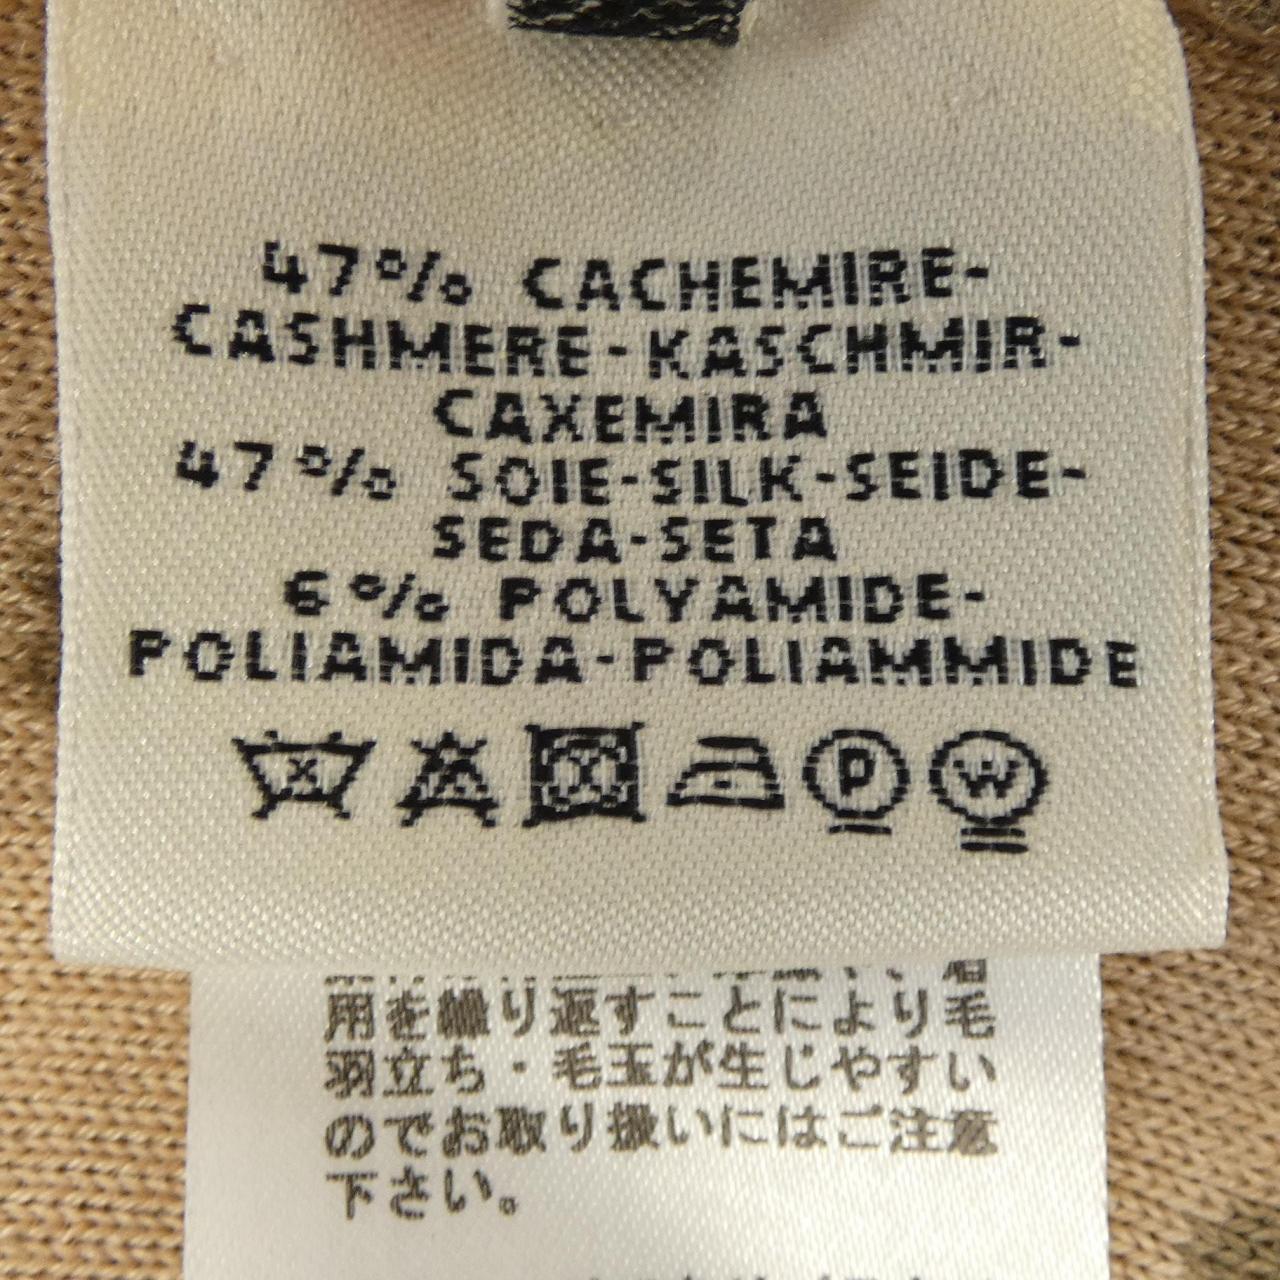 47% CACHEMIRE-
CASHMERE-KASCHMIR-
CAXEMIRA
47% SOIE-SILK-SEIDE-
SEDA-SETA
6% POLYAMIDE-
POLIAMIDA-POLIAMMIDE
P W
用を繰り返すことにより毛
羽立ち・毛玉が生じやすい
のでお取り扱いにはご注意
下さい。